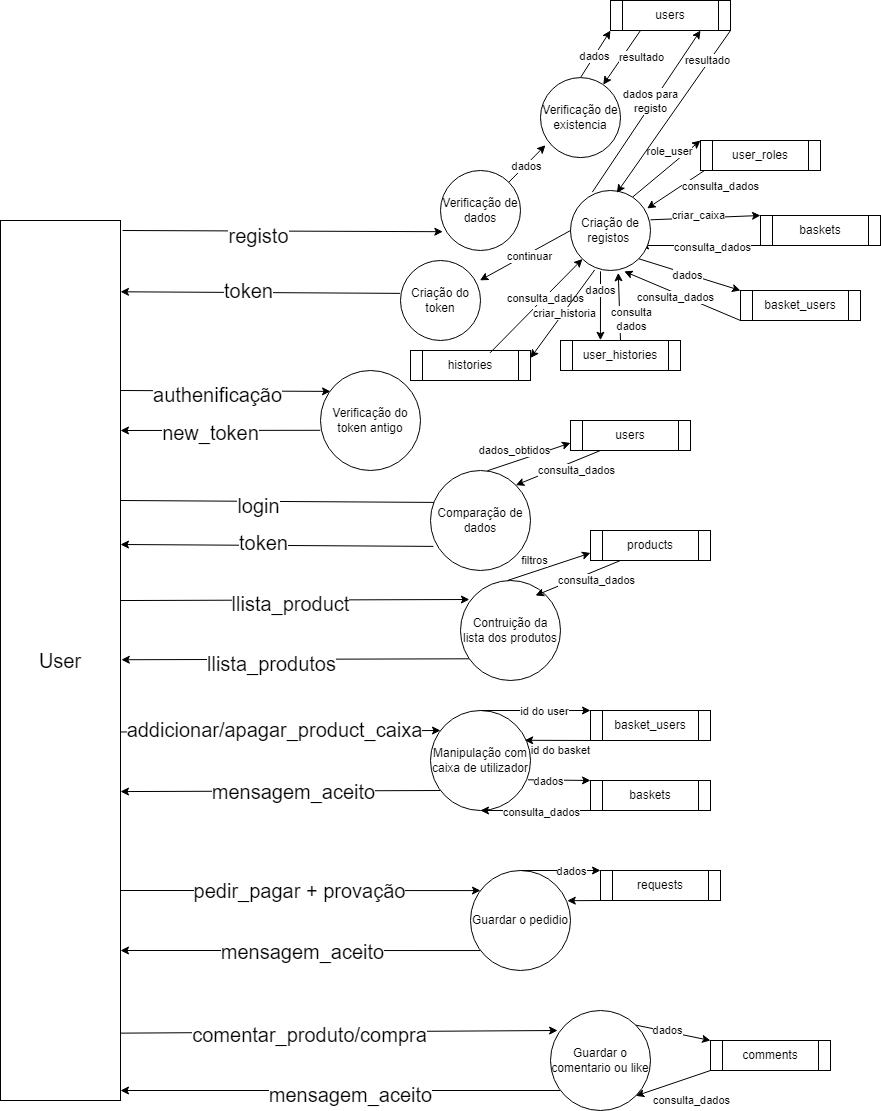 users
dados
resultado
resultado
dados para
registo
Verificação de
existencia
dados
role_user
user_roles
consulta_dados
Verificação de
dados
criar_caixa
baskets
Criação de
registos
registo
consulta_dados
continuar
dados
token
Criação do
token
consulta_dados
dados
consulta_dados
basket_users
criar_historia
consulta
dados
histories
user_histories
authenificação
Verificação do
token antigo
new_token
users
dados_obtidos
consulta_dados
login
Comparação de
dados
token
products
filtros
consulta_dados
llista_product
Contruição da
lista dos produtos
User
llista_produtos
id do user
basket_users
addicionar/apagar_product_caixa
id do basket
Manipulação com
caixa de utilizador
dados
mensagem_aceito
baskets
consulta_dados
dados
requests
pedir_pagar + provação
Guardar o pedidio
mensagem_aceito
dados
comentar_produto/compra
Guardar o
comentario ou like
comments
mensagem_aceito
consulta_dados